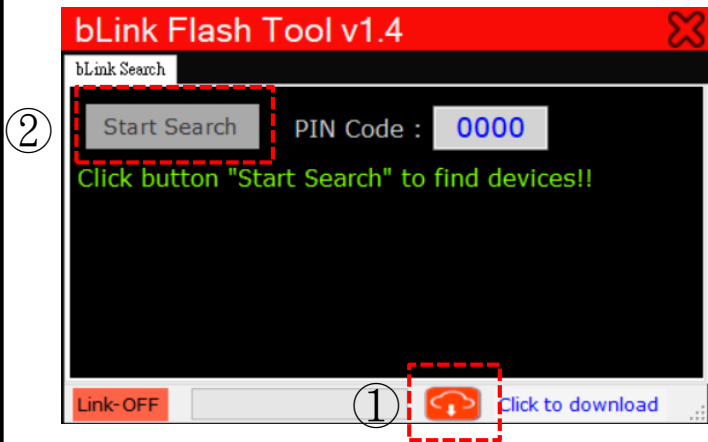 bLink Flash Tool v1.4
bLink Search
② Start Search PIN Code : 0000
Click button "Start Search" to find devices!!
Link-OFF ① Click to download